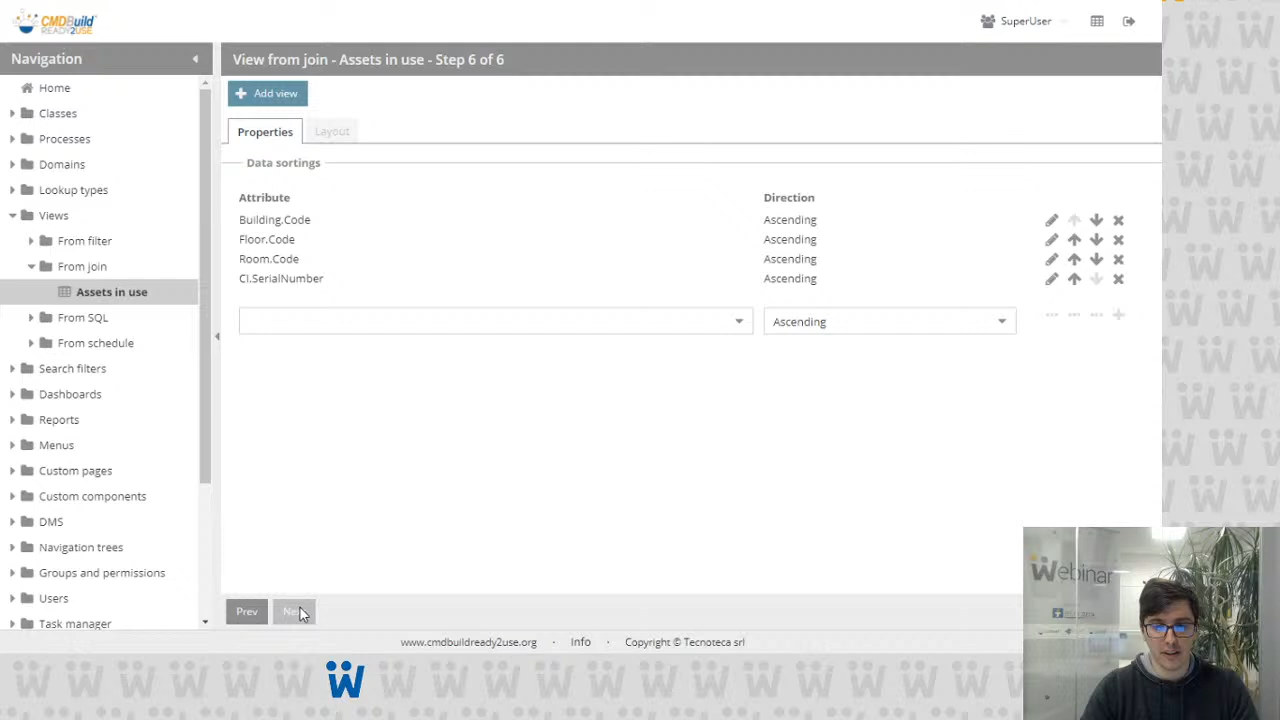 CMDBuild
READY2USE
SuperUser
Navigation
View from join - Assets in use - Step 6 of 6
Home
Classes
Processes
Domains
Lookup types
Views
From filter
From join
Assets in use
From SQL
From schedule
Search filters
Dashboards
Reports
Menus
Custom pages
Custom components
DMS
Navigation trees
Groups and permissions
Users
Task manager
Add view
Properties
Layout
Data sortings
Attribute
Direction
Building.Code
Ascending
Floor.Code
Ascending
Room.Code
Ascending
CI.SerialNumber
Ascending
Ascending
Prev
www.cmdbuildready2use.org · Info · Copyright © Tecnoteca srl
Webinar